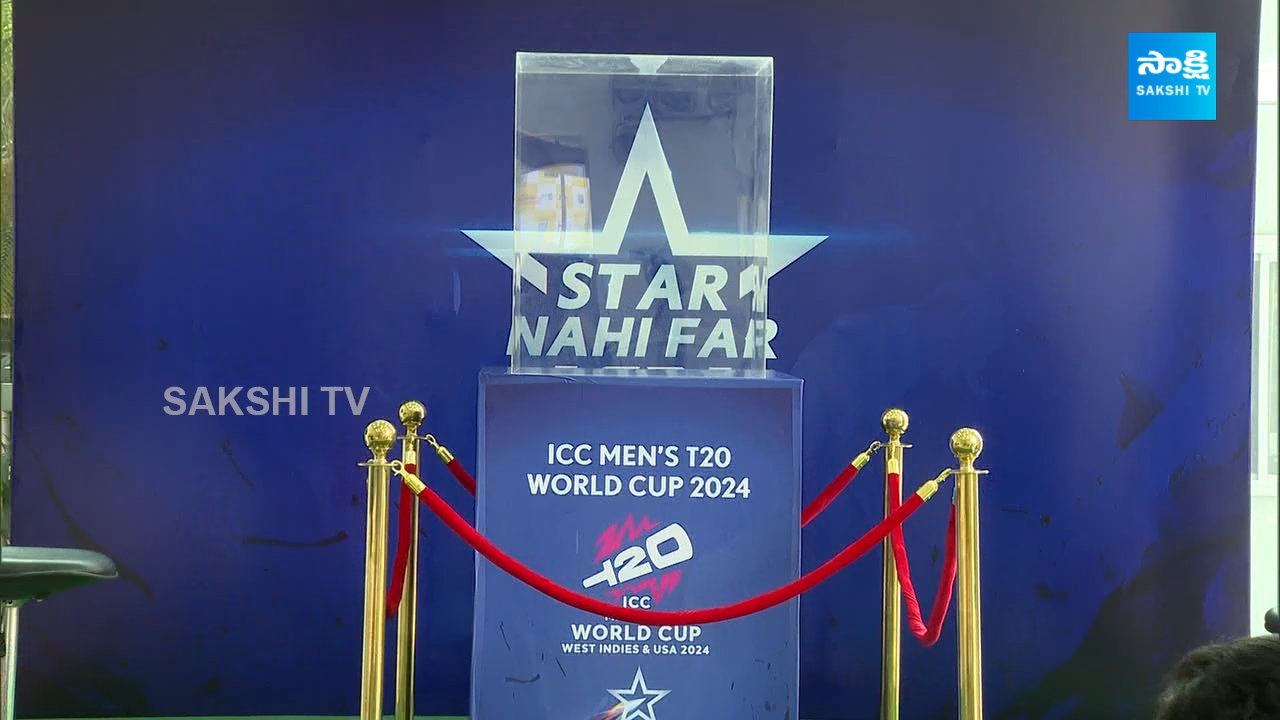 సాక్షి
SAKSHI TV
STAR
NAHI FAR
SAKSHI TV
ICC MEN'S T20
WORLD CUP 2024
T20
ICC
WORLD CUP
WEST INDIES & USA 2024